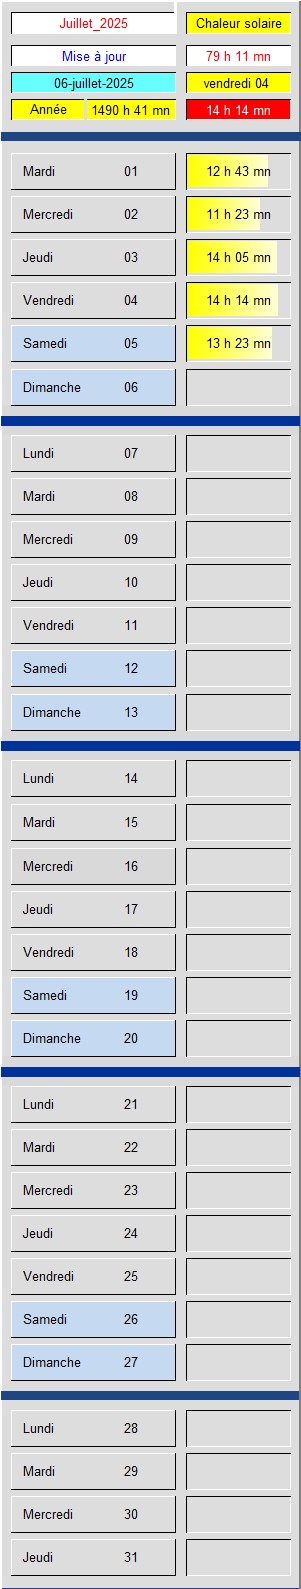 Juillet_2025 Chaleur solaire
Mise à jour 79 h 11 mn
06-juillet-2025 vendredi 04
Année 1490 h 41 mn 14 h 14 mn
Mardi 01 12 h 43 mn
Mercredi 02 11 h 23 mn
Jeudi 03 14 h 05 mn
Vendredi 04 14 h 14 mn
Samedi 05 13 h 23 mn
Dimanche 06
Lundi 07
Mardi 08
Mercredi 09
Jeudi 10
Vendredi 11
Samedi 12
Dimanche 13
Lundi 14
Mardi 15
Mercredi 16
Jeudi 17
Vendredi 18
Samedi 19
Dimanche 20
Lundi 21
Mardi 22
Mercredi 23
Jeudi 24
Vendredi 25
Samedi 26
Dimanche 27
Lundi 28
Mardi 29
Mercredi 30
Jeudi 31